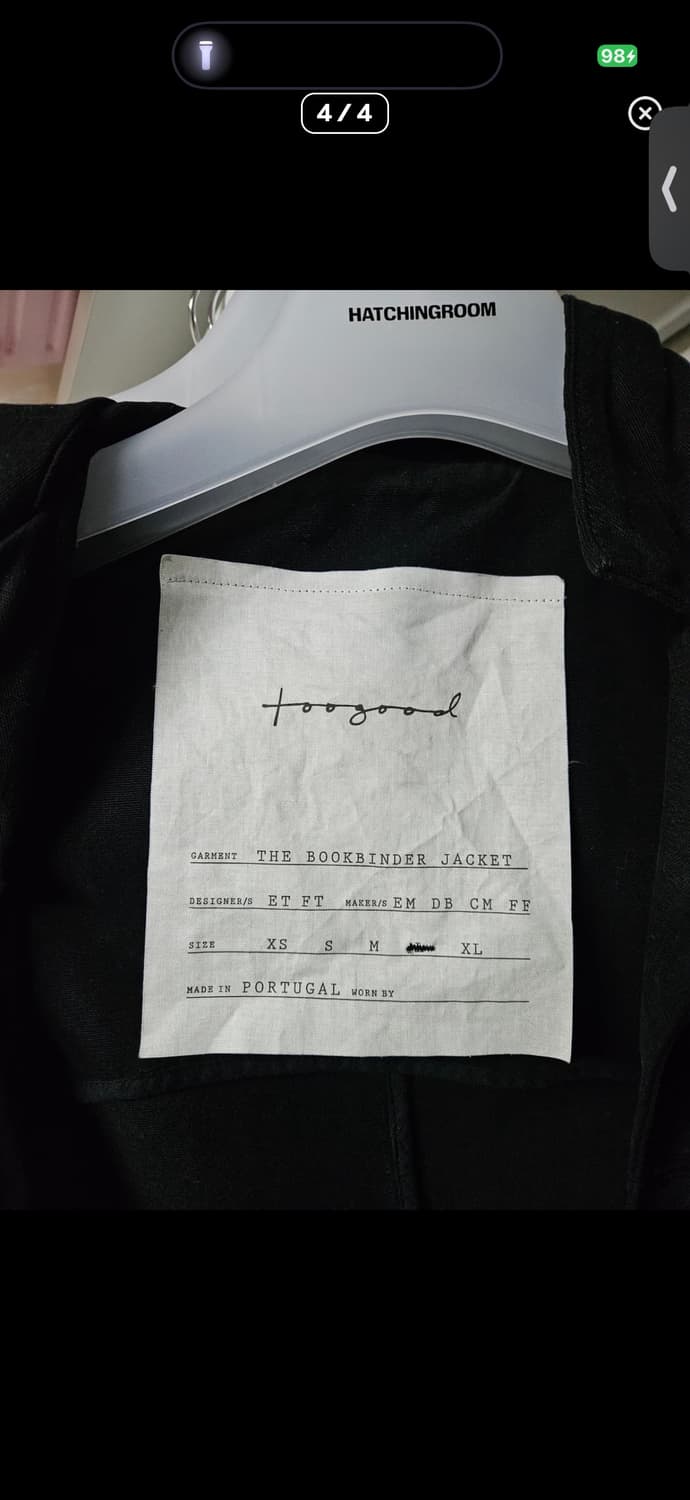 98
4/4
HATCHINGROOM
toogood
GARMENT THE BOOKBINDER JACKET
DESIGNER/S ET FT MAKER/S EM DB CM FF
SIZE XS S M XL
MADE IN PORTUGAL WORN BY